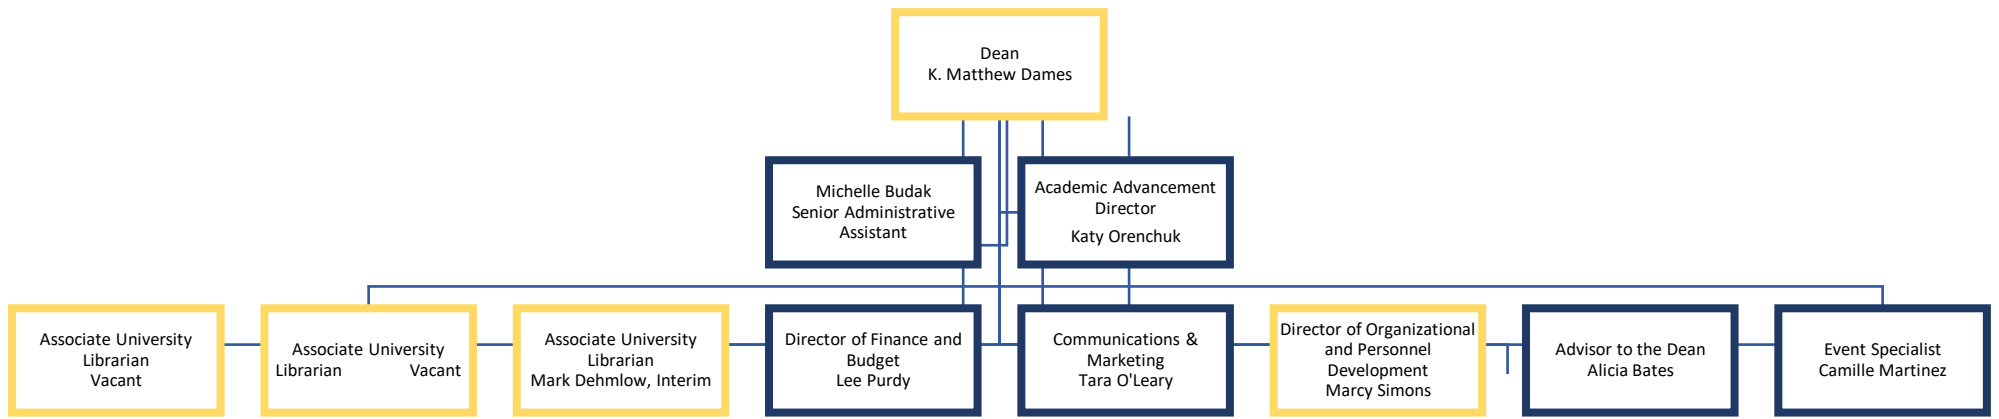 Dean
K. Matthew Dames
Michelle Budak
Senior Administrative
Assistant
Academic Advancement
Director
Katy Orenchuk
Associate University
Librarian
Vacant
Associate University
Librarian Vacant
Associate University
Librarian
Mark Dehmlow, Interim
Director of Finance and
Budget
Lee Purdy
Communications &
Marketing
Tara O'Leary
Director of Organizational
and Personnel
Development
Marcy Simons
Advisor to the Dean
Alicia Bates
Event Specialist
Camille Martinez